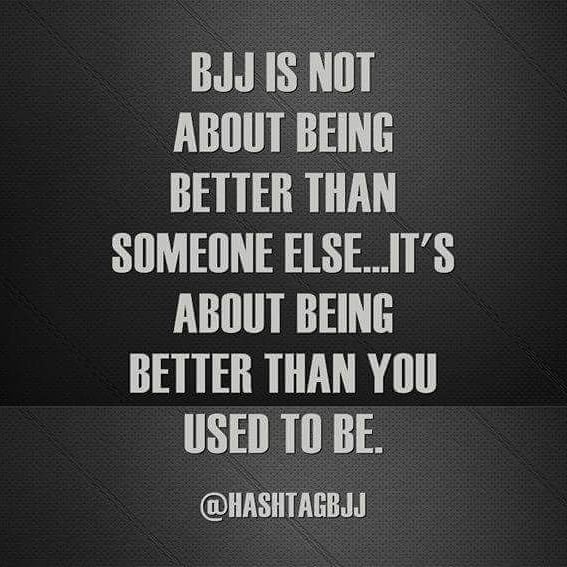 BJJ IS NOT
ABOUT BEING
BETTER THAN
SOMEONE ELSE...IT'S
ABOUT BEING
BETTER THAN YOU
USED TO BE.
@HASHTAGBJJ